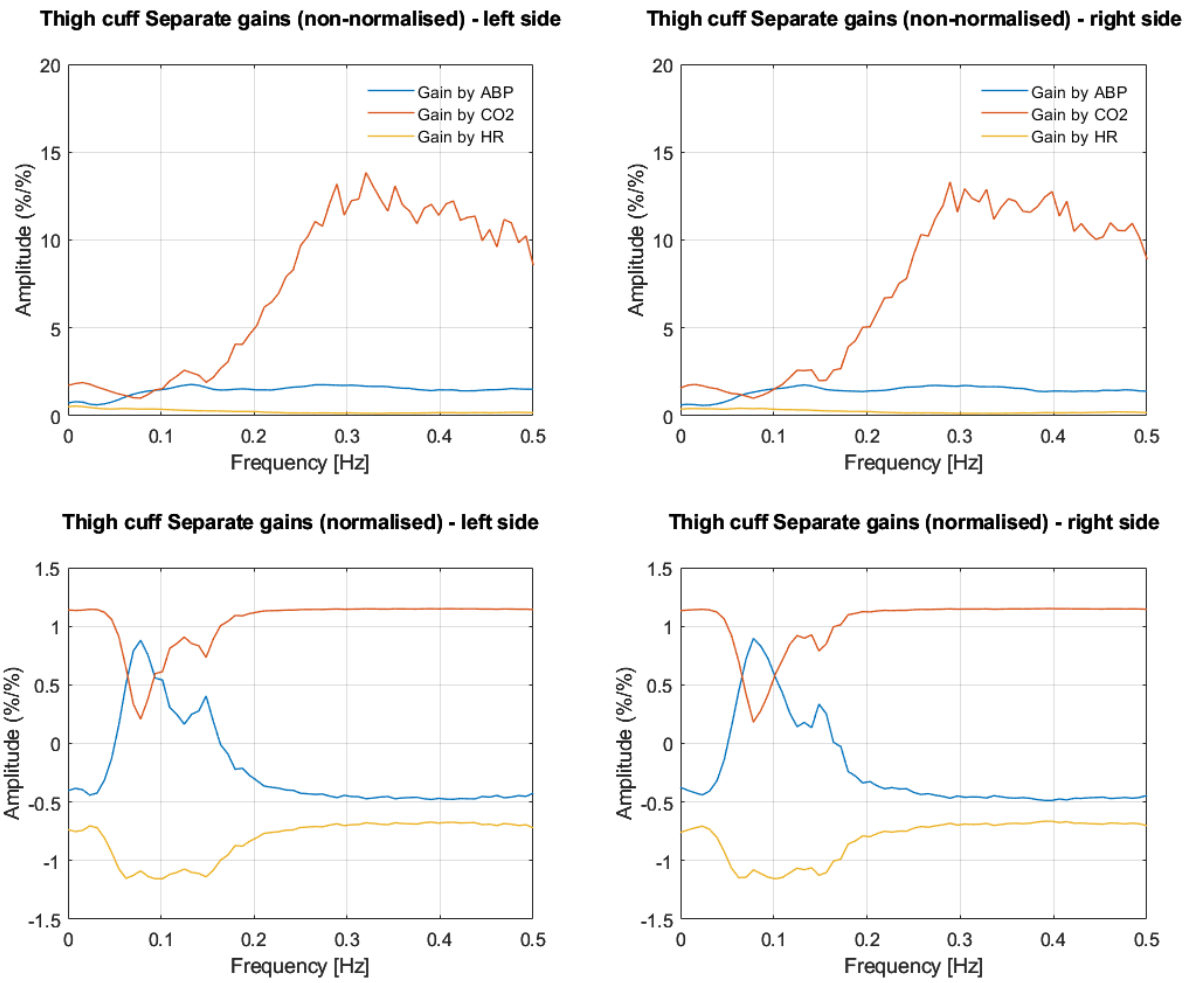 Thigh cuff Separate gains (non-normalised) - left side
20
15
10
5
0
0 0.1 0.2 0.3 0.4 0.5
Amplitude (%/%)
Frequency [Hz]
Gain by ABP
Gain by CO2
Gain by HR
Thigh cuff Separate gains (non-normalised) - right side
20
15
10
5
0
0 0.1 0.2 0.3 0.4 0.5
Amplitude (%/%)
Frequency [Hz]
Gain by ABP
Gain by CO2
Gain by HR
Thigh cuff Separate gains (normalised) - left side
1.5
1
0.5
0
-0.5
-1
-1.5
0 0.1 0.2 0.3 0.4 0.5
Amplitude (%/%)
Frequency [Hz]
Thigh cuff Separate gains (normalised) - right side
1.5
1
0.5
0
-0.5
-1
-1.5
0 0.1 0.2 0.3 0.4 0.5
Amplitude (%/%)
Frequency [Hz]